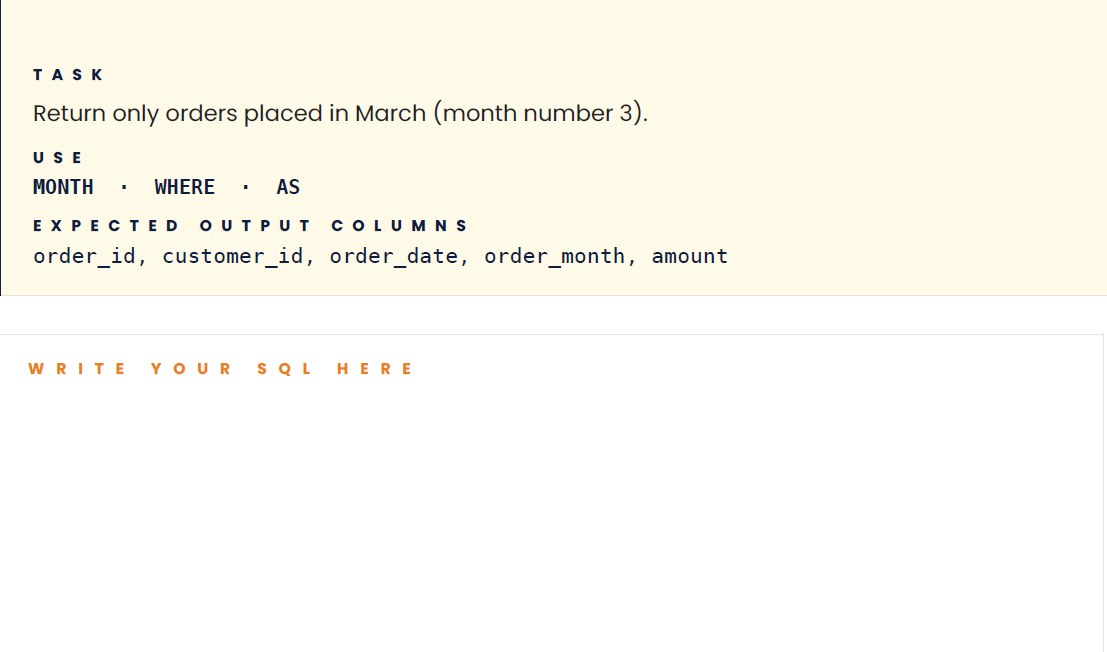 TASK
Return only orders placed in March (month number 3).
USE
MONTH · WHERE · AS
EXPECTED OUTPUT COLUMNS
order_id, customer_id, order_date, order_month, amount
WRITE YOUR SQL HERE